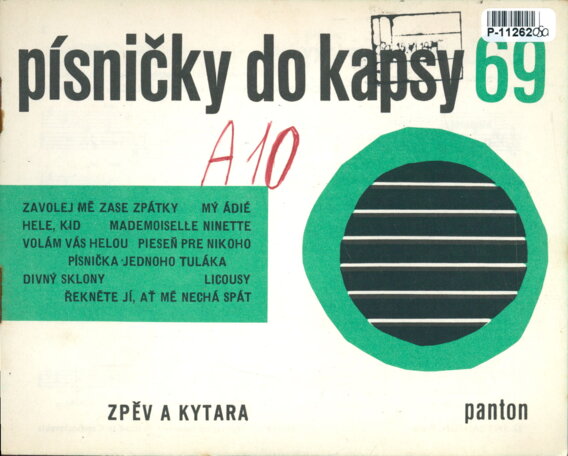 P-11262
písničky do kapsy 69
A10
ZAVOLEJ MĚ ZASE ZPÁTKY MÝ ÁDIÉ
HELE, KID MADEMOISELLE NINETTE
VOLÁM VÁS HELOU PIESEŇ PRE NIKOHO
PÍSNIČKA JEDNOHO TULÁKA
DIVNÝ SKLONY LICOUSY
ŘEKNĚTE JÍ, AŤ MĚ NECHÁ SPÁT
ZPĚV A KYTARA panton